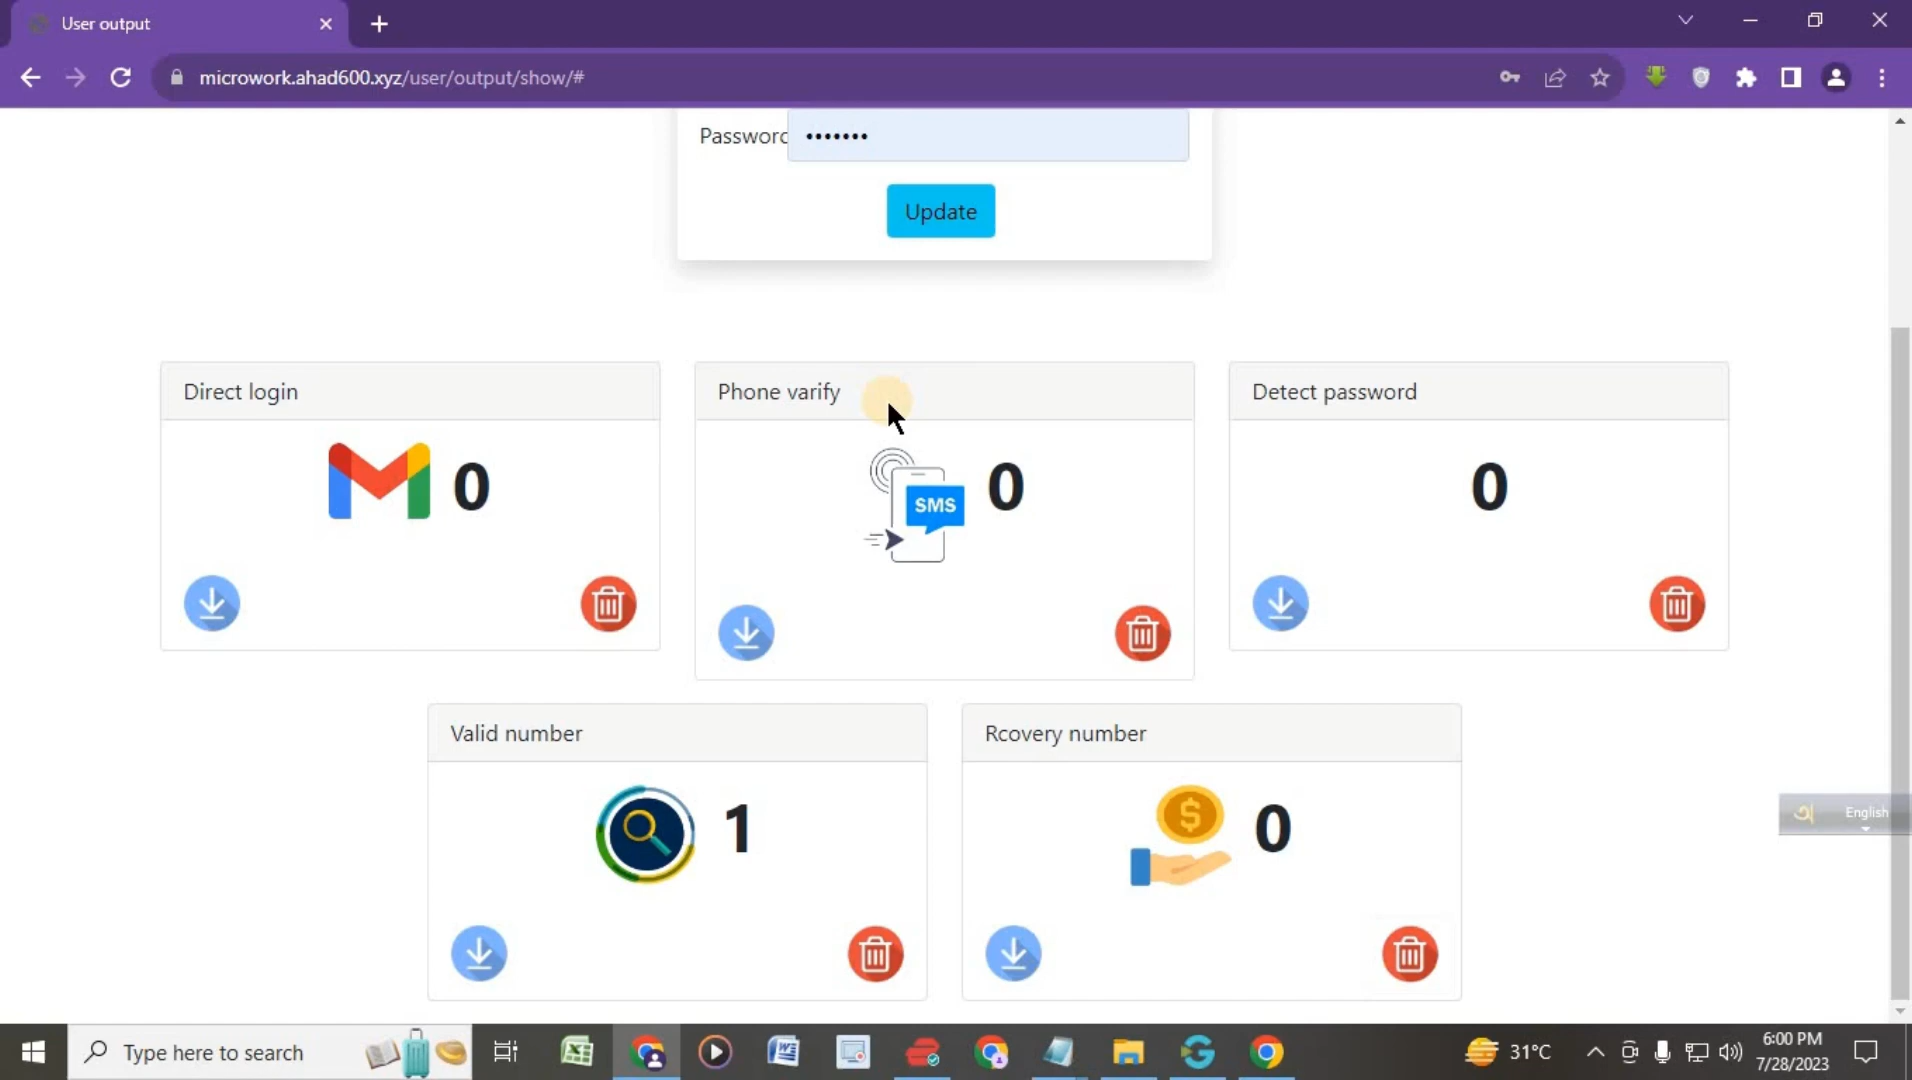 User output
microwork.ahad600.xyz/user/output/show/#
Password
Update
Direct login
Phone varify
Detect password
0
SMS
0
0
Valid number
Rcovery number
1
$
0
English
Type here to search
31°C
6:00 PM
7/28/2023